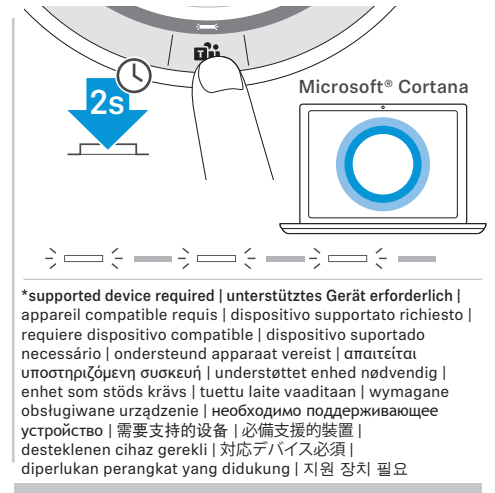 2s
Microsoft® Cortana
*supported device required | unterstütztes Gerät erforderlich |
appareil compatible requis | dispositivo supportato richiesto |
requiere dispositivo compatible | dispositivo suportado
necessário | ondersteund apparaat vereist | απαιτείται
υποστηριζόμενη συσκευή | understøttet enhed nødvendig |
enhet som stöds krävs | tuettu laite vaaditaan | wymagane
obsługiwane urządzenie | необходимо поддерживающее
устройство | 需要支持的设备 | 必備支援的裝置 |
desteklenen cihaz gerekli | 対応デバイス必須 |
diperlukan perangkat yang didukung | 지원 장치 필요